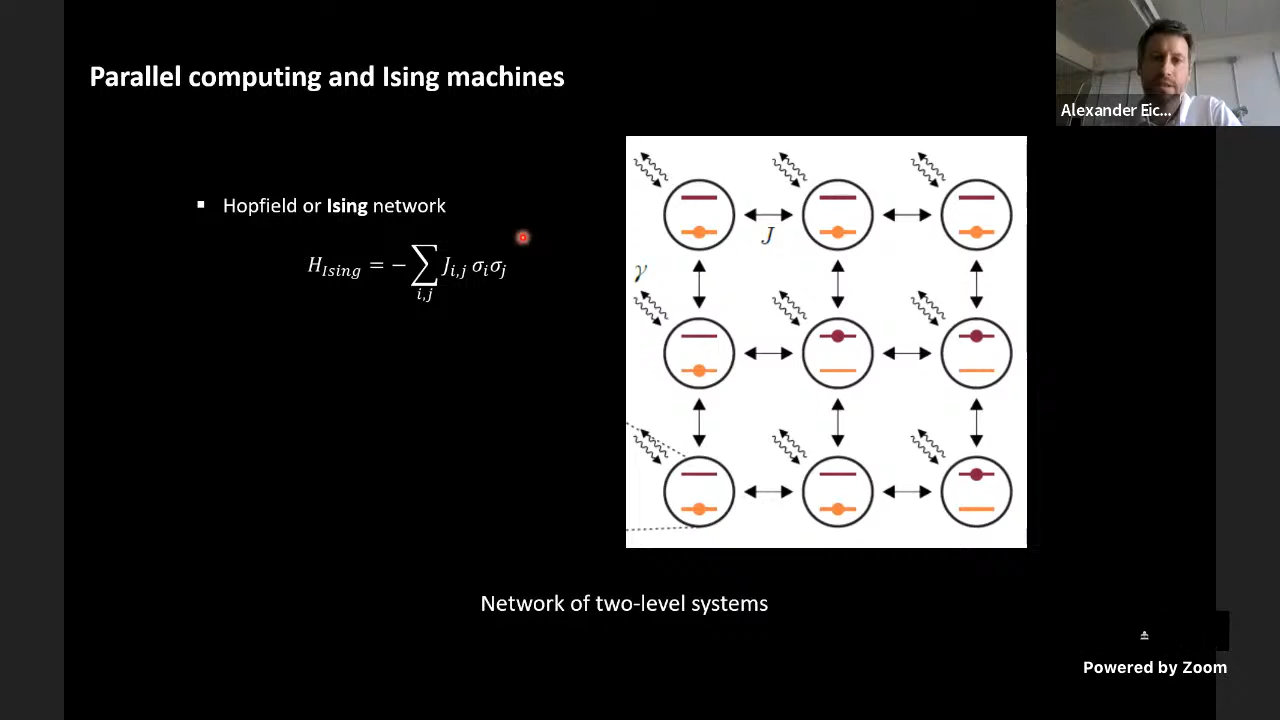 Parallel computing and Ising machines
Alexander Eic...
▪ Hopfield or Ising network
H_Ising = − ∑_{i,j} J_{i,j} σ_i σ_j
J
γ
Network of two-level systems
Powered by Zoom